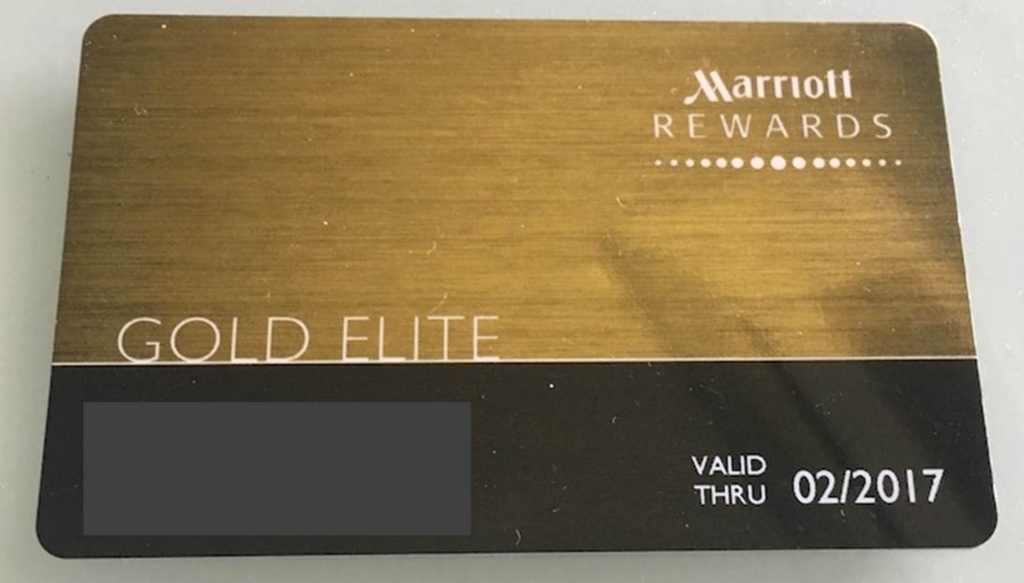 Marriott
REWARDS
GOLD ELITE
VALID
THRU 02/2017